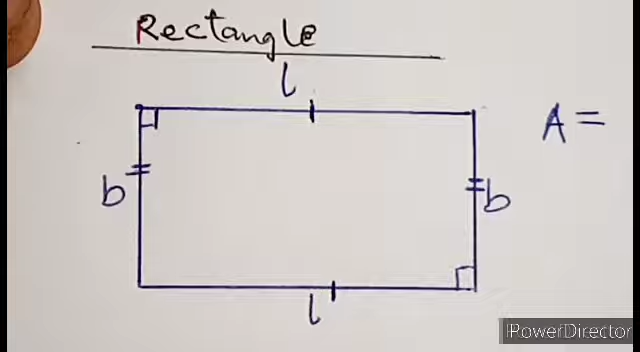 Rectangle
l
A =
b
b
l
PowerDirector